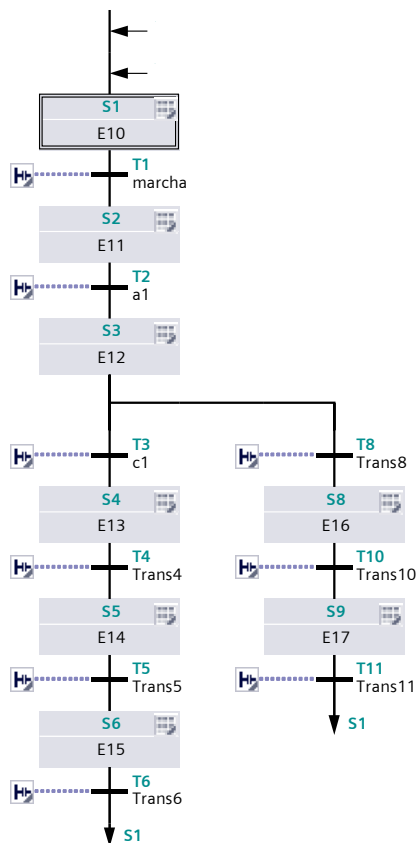 S1
E10
T1
marcha
S2
E11
T2
a1
S3
E12
T3
c1
S4
E13
T4
Trans4
S5
E14
T5
Trans5
S6
E15
T6
Trans6
S1
T8
Trans8
S8
E16
T10
Trans10
S9
E17
T11
Trans11
S1